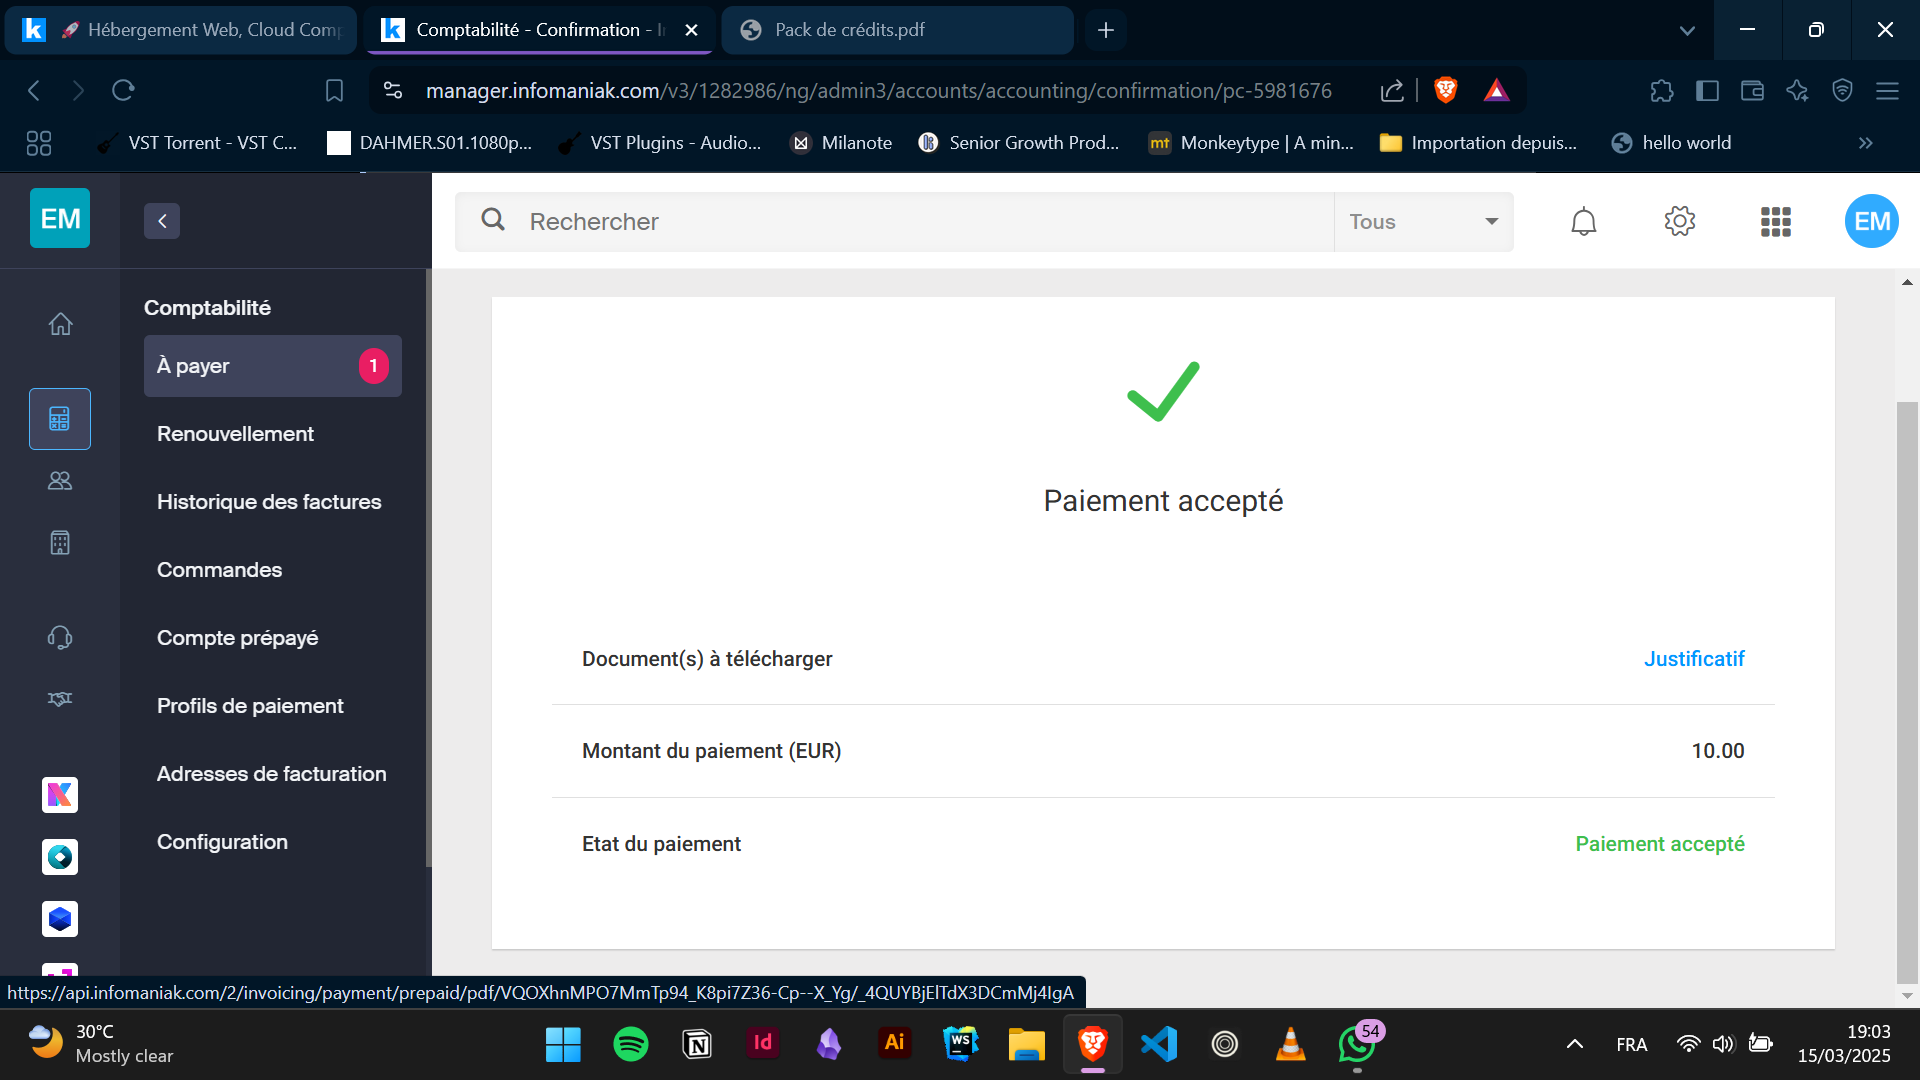 Hébergement Web, Cloud Comp
Comptabilité - Confirmation - I
Pack de crédits.pdf
manager.infomaniak.com/v3/1282986/ng/admin3/accounts/accounting/confirmation/pc-5981676
VST Torrent - VST C...
DAHMER.S01.1080p...
VST Plugins - Audio...
Milanote
Senior Growth Prod...
mt
Monkeytype | A min...
Importation depuis...
hello world
EM
Rechercher
Tous
EM
Comptabilité
À payer
1
Renouvellement
Historique des factures
Commandes
Compte prépayé
Profils de paiement
Adresses de facturation
Configuration
Paiement accepté
Document(s) à télécharger
Justificatif
Montant du paiement (EUR)
10.00
Etat du paiement
Paiement accepté
https://api.infomaniak.com/2/invoicing/payment/prepaid/pdf/VQOXhnMPO7MmTp94_K8pi7Z36-Cp--X_Yg/_4QUYBjElTdX3DCmMj4IgA
30°C
Mostly clear
Id
Ai
WS
54
FRA
19:03
15/03/2025